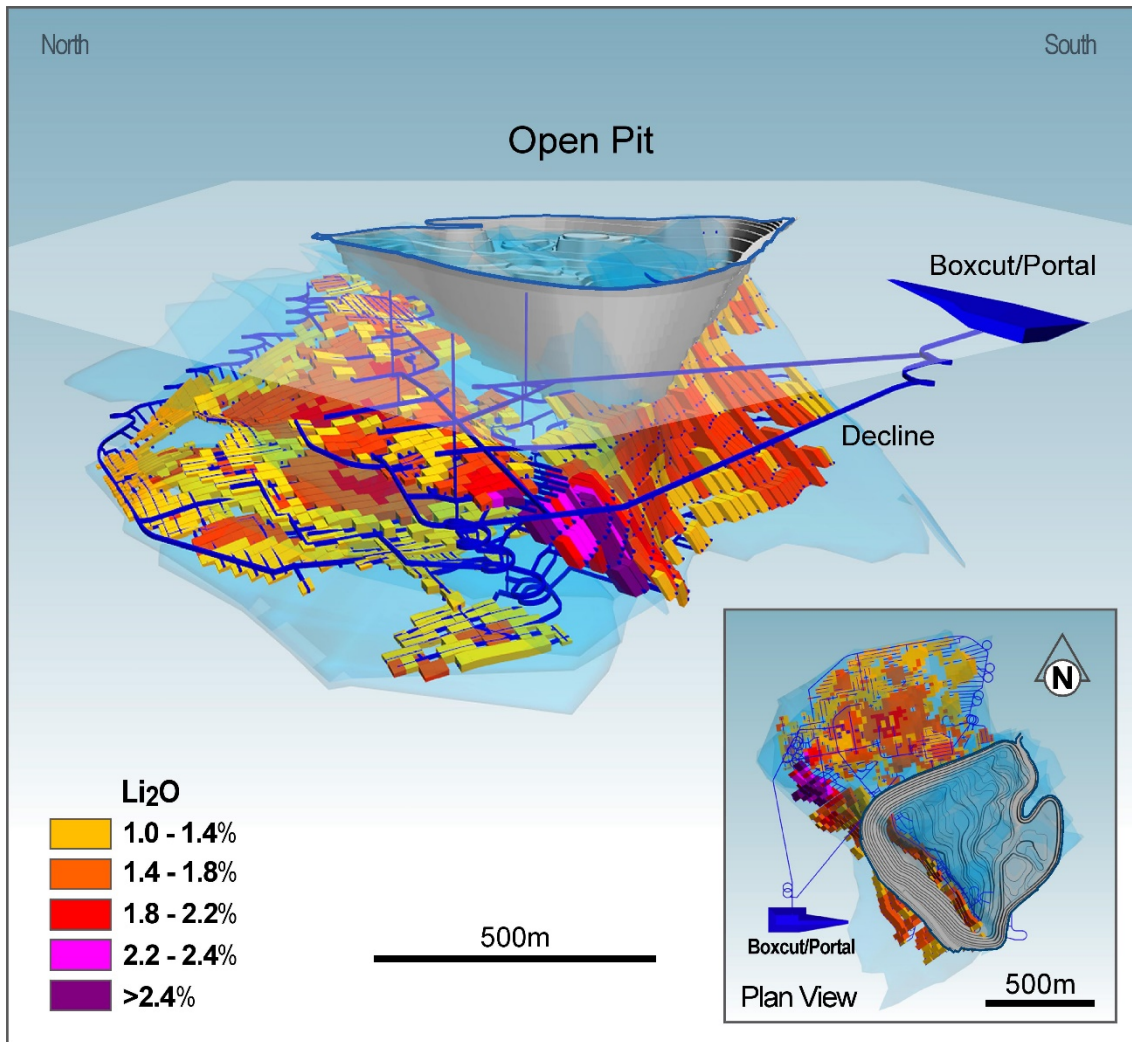 North
South
Open Pit
Boxcut/Portal
Decline
Li₂O
1.0 - 1.4%
1.4 - 1.8%
1.8 - 2.2%
2.2 - 2.4%
>2.4%
500m
N
Boxcut/Portal
Plan View
500m